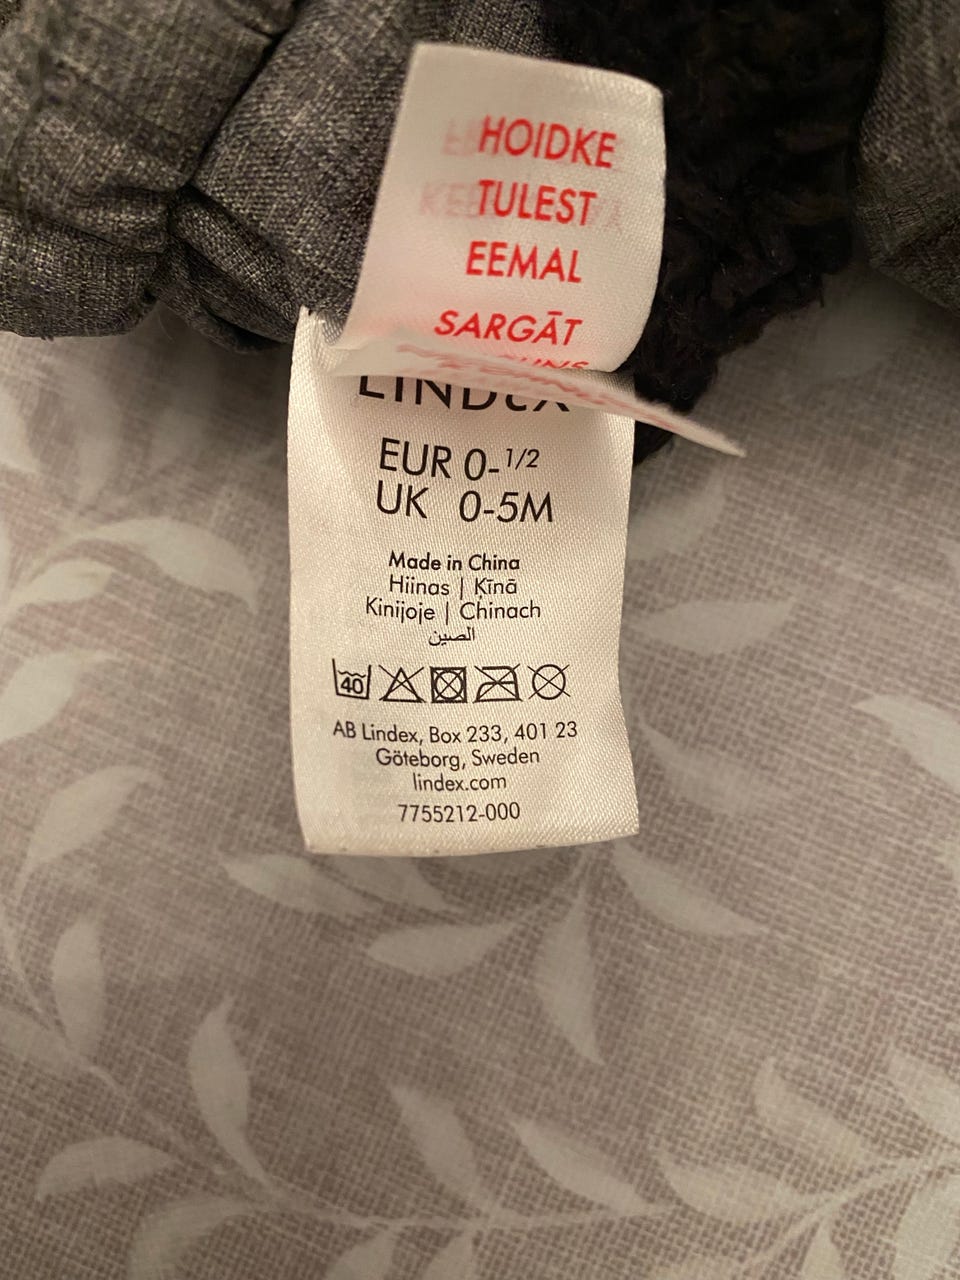 HOIDKE
TULEST
EEMAL
SARGĀT
LINDEX
EUR 0-1/2
UK 0-5M
Made in China
Hiinas | Ķīnā
Kinijoje | Chinach
الصين
40
AB Lindex, Box 233, 401 23
Göteborg, Sweden
lindex.com
7755212-000